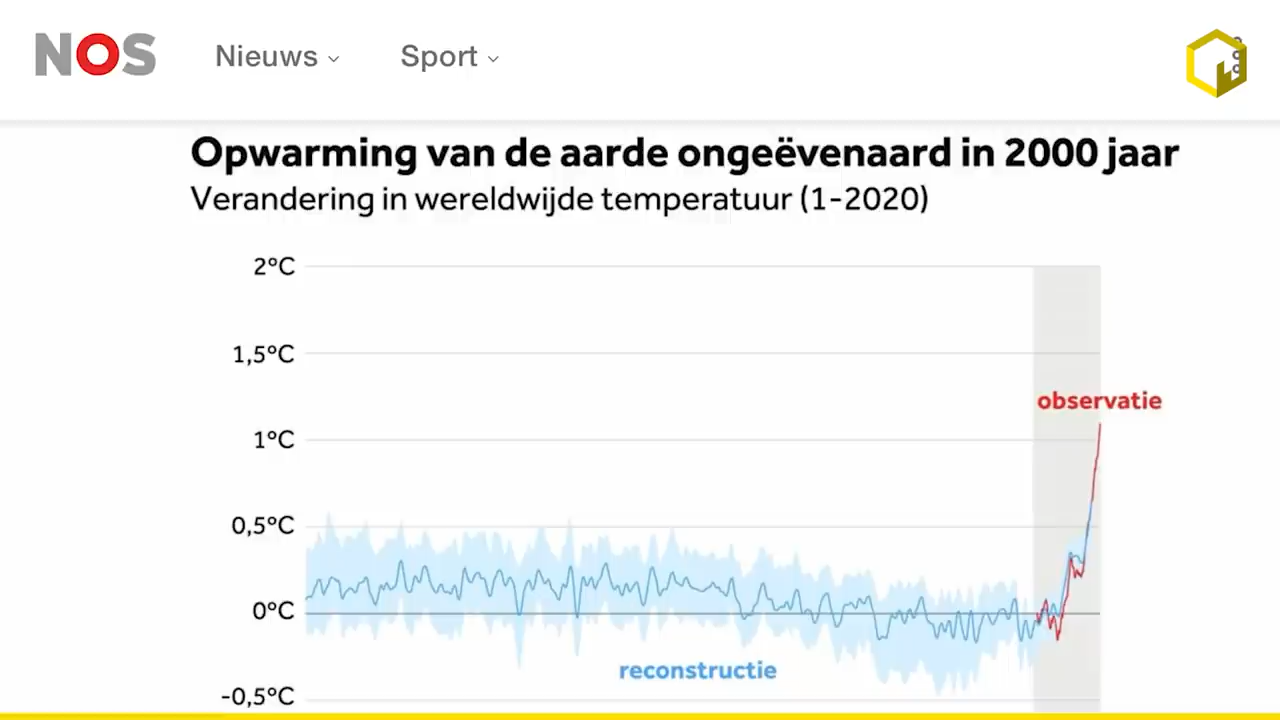 NOS
Nieuws
Sport
Opwarming van de aarde ongeëvenaard in 2000 jaar
Verandering in wereldwijde temperatuur (1-2020)
2°C
1,5°C
observatie
1°C
0,5°C
0°C
reconstructie
-0,5°C